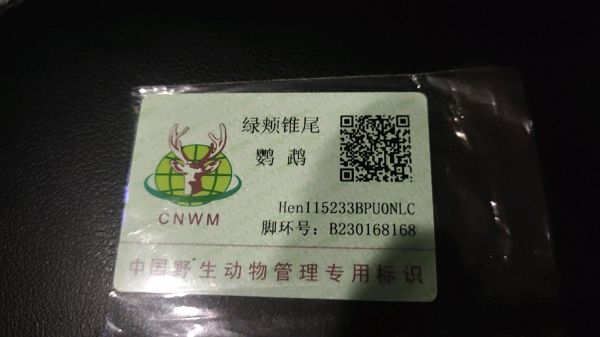 绿颊锥尾
鹦鹉
CNWM
Hen115233BPU0NLC
脚环号：B230168168
中国野生动物管理专用标识